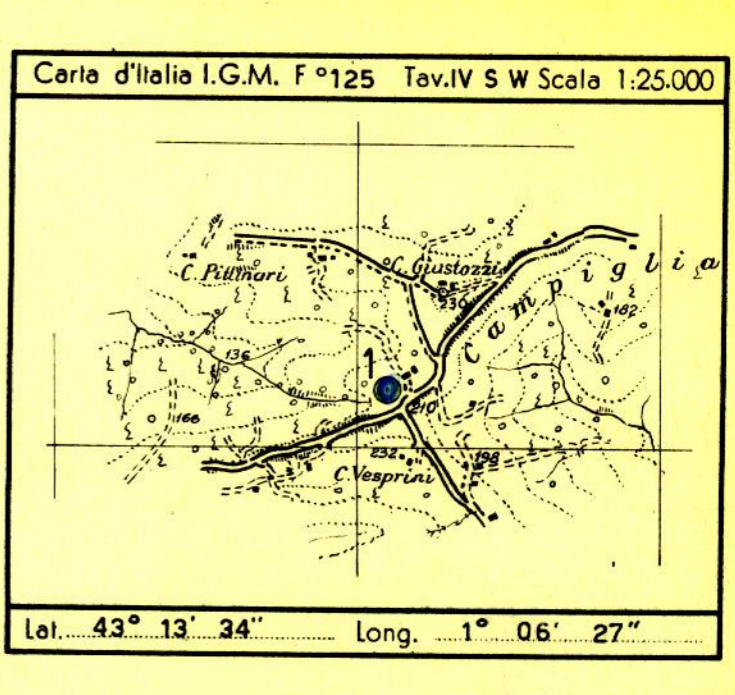 Carta d'Italia I.G.M. F °125 Tav.IV S W Scala 1:25.000
C. Pittinari
C. Giustozzi
Campiglia
230
182
136
1
166
210
232
198
C. Vesprini
Lat. 43° 13' 34" Long. 1° 06' 27"